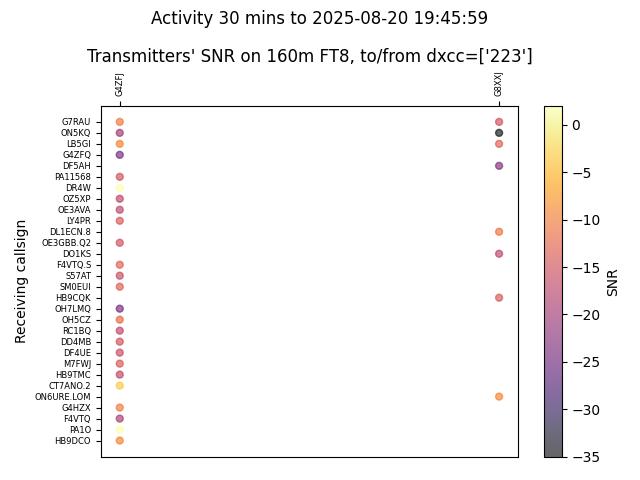 Activity 30 mins to 2025-08-20 19:45:59
Transmitters' SNR on 160m FT8, to/from dxcc=['223']
G4ZFJ
G8XXJ
G7RAU
ON5KQ
LB5GI
G4ZFQ
DF5AH
PA11568
DR4W
OZ5XP
OE3AVA
LY4PR
DL1ECN.8
OE3GBB.Q2
DO1KS
F4VTQ.S
S57AT
SM0EUI
HB9CQK
OH7LMQ
OH5CZ
RC1BQ
DD4MB
DF4UE
M7FWJ
HB9TMC
CT7ANO.2
ON6URE.LOM
G4HZX
F4VTQ
PA1O
HB9DCO
Receiving callsign
0
−5
−10
−15
−20
−25
−30
−35
SNR